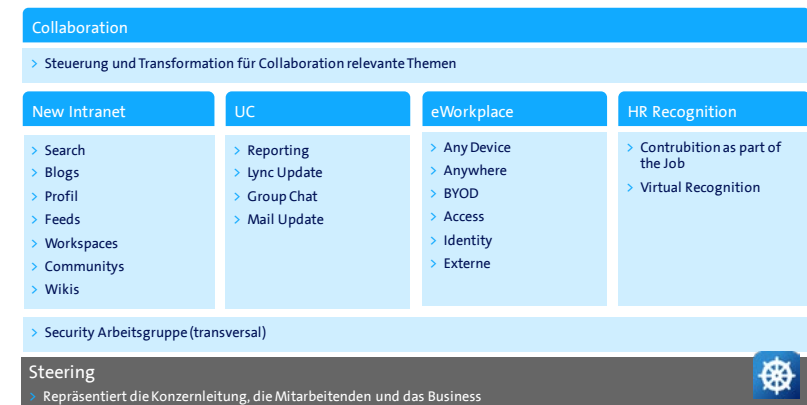 Collaboration
> Steuerung und Transformation für Collaboration relevante Themen
New Intranet
> Search
> Blogs
> Profil
> Feeds
> Workspaces
> Communitys
> Wikis
UC
> Reporting
> Lync Update
> Group Chat
> Mail Update
eWorkplace
> Any Device
> Anywhere
> BYOD
> Access
> Identity
> Externe
HR Recognition
> Contrubition as part of
the Job
> Virtual Recognition
> Security Arbeitsgruppe (transversal)
Steering
> Repräsentiert die Konzernleitung, die Mitarbeitenden und das Business